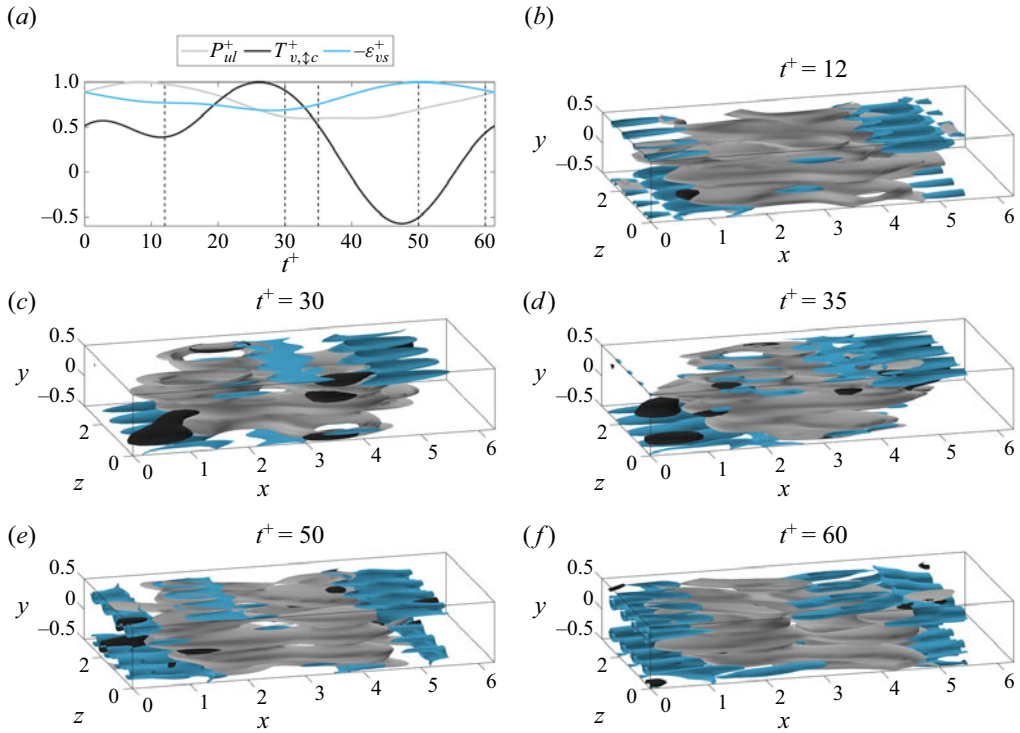 (a)
P⁺ᵤₗ T⁺ᵥ,↕c −ε⁺ᵥₛ
1.0
0.5
0
−0.5
0 10 20 30 40 50 60
t⁺
(b)
t⁺ = 12
0.5
0
−0.5
y
2
0
z
0 1 2 3 4 5 6
x
(c)
t⁺ = 30
0.5
0
−0.5
y
2
0
z
0 1 2 3 4 5 6
x
(d)
t⁺ = 35
0.5
0
−0.5
y
2
0
z
0 1 2 3 4 5 6
x
(e)
t⁺ = 50
0.5
0
−0.5
y
2
0
z
0 1 2 3 4 5 6
x
(f)
t⁺ = 60
0.5
0
−0.5
y
2
0
z
0 1 2 3 4 5 6
x